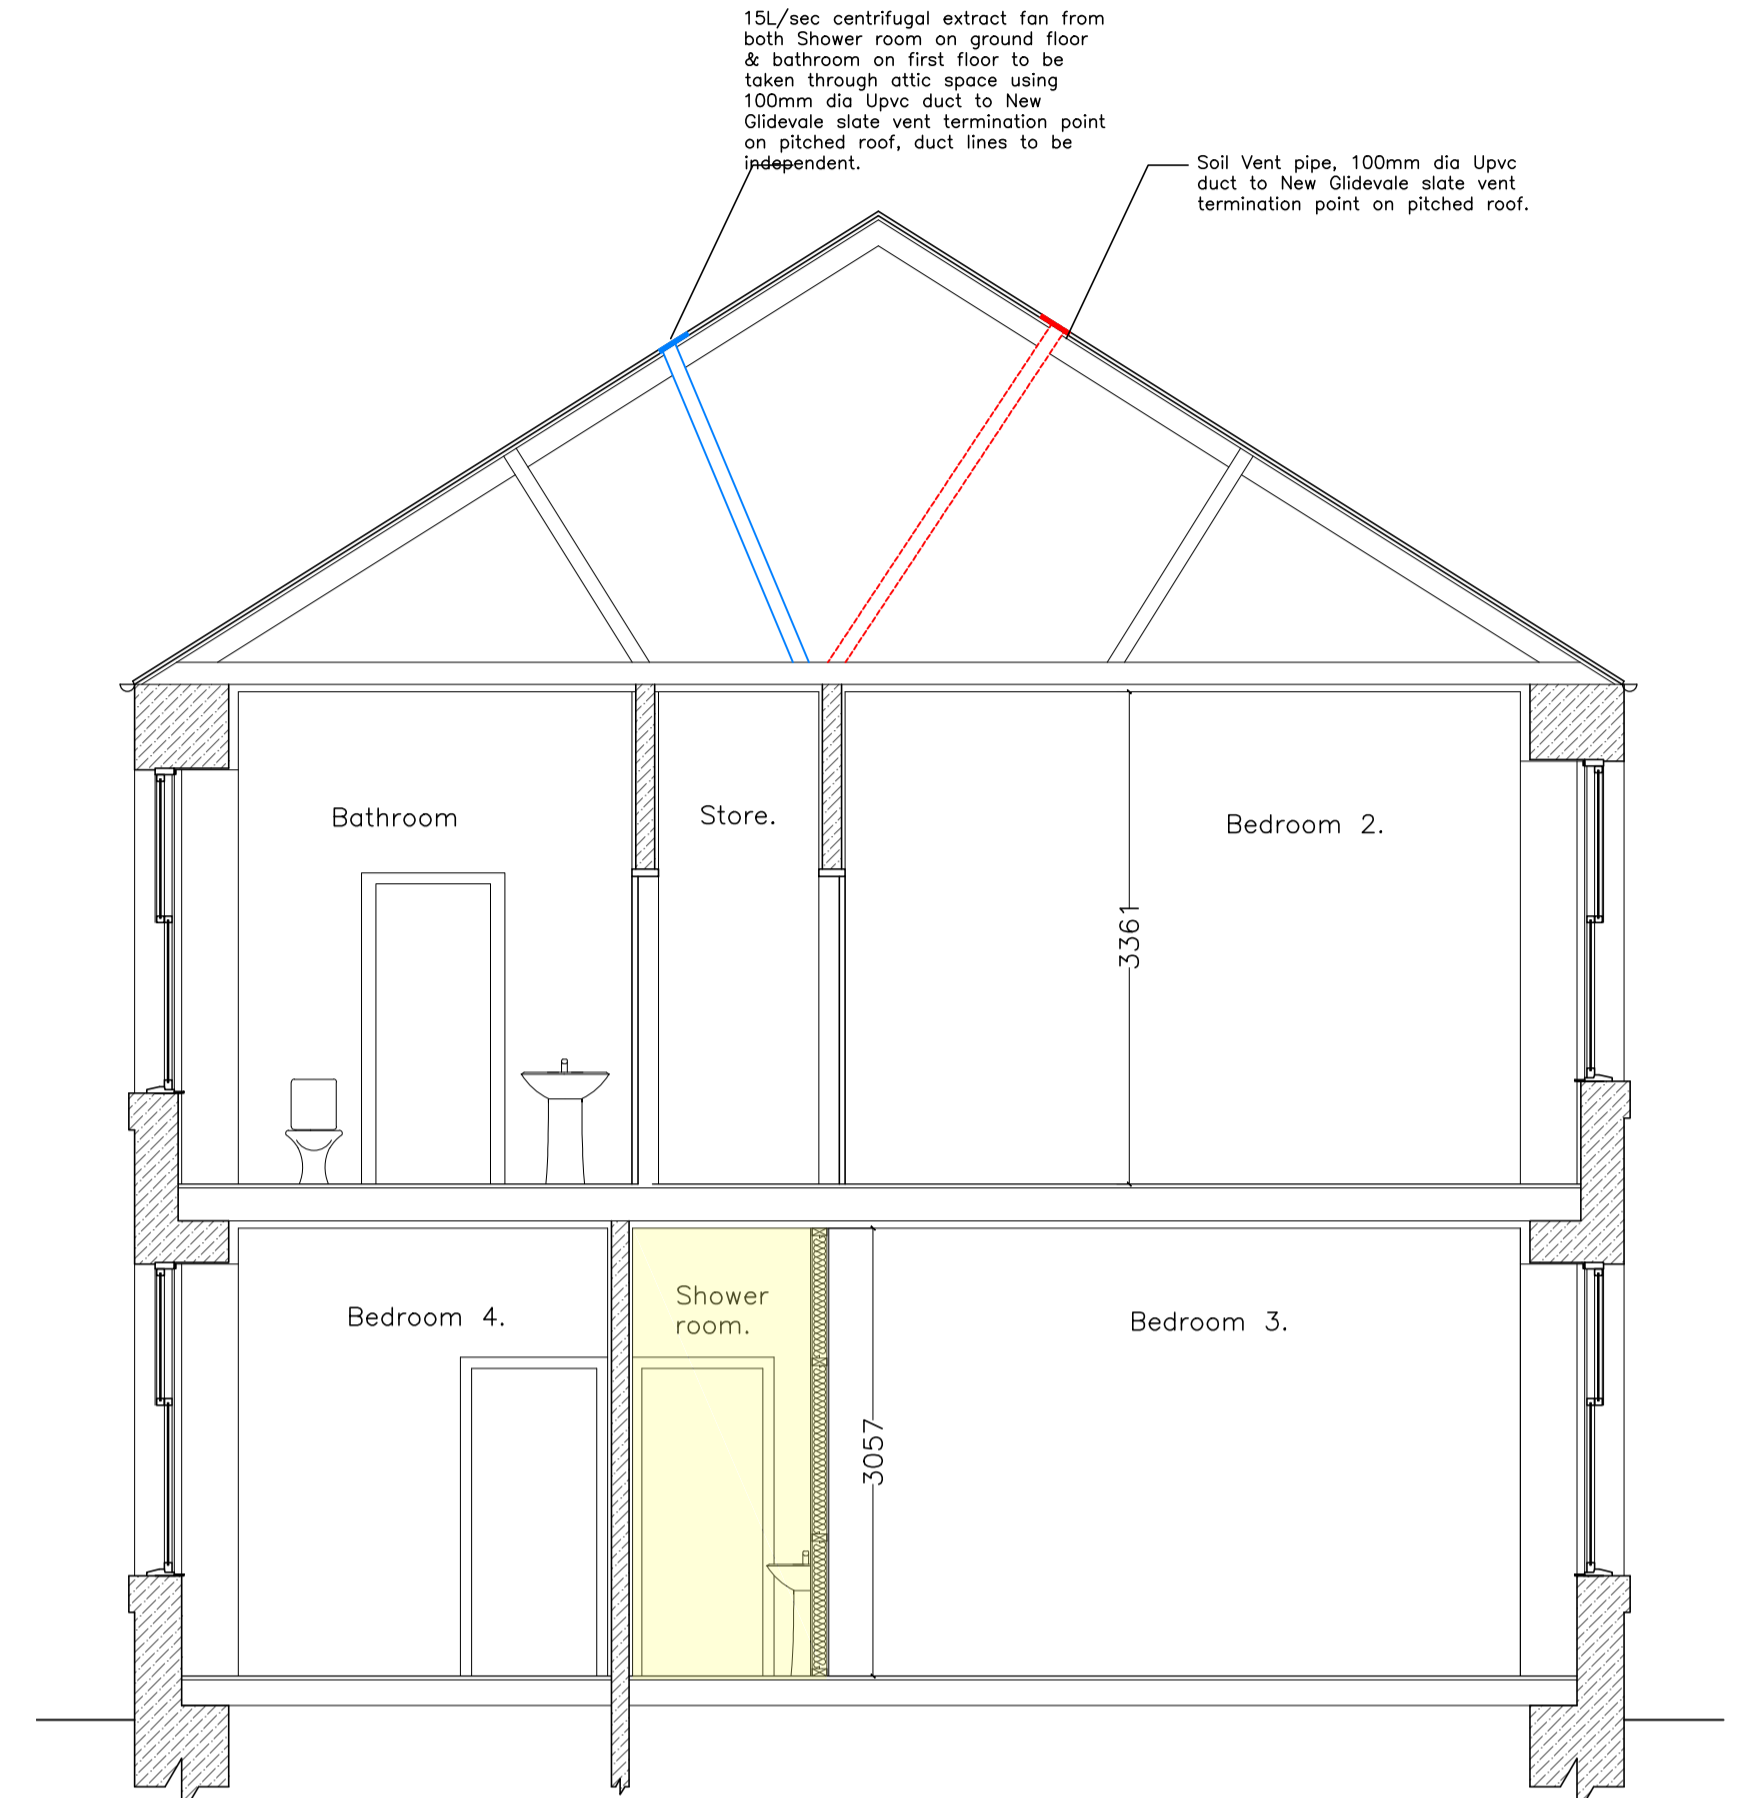 15L/sec centrifugal extract fan from
both Shower room on ground floor
& bathroom on first floor to be
taken through attic space using
100mm dia Upvc duct to New
Glidevale slate vent termination point
on pitched roof, duct lines to be
independent.
Soil Vent pipe, 100mm dia Upvc
duct to New Glidevale slate vent
termination point on pitched roof.
Bathroom
Store.
Bedroom 2.
3361
Bedroom 4.
Shower
room.
Bedroom 3.
3057